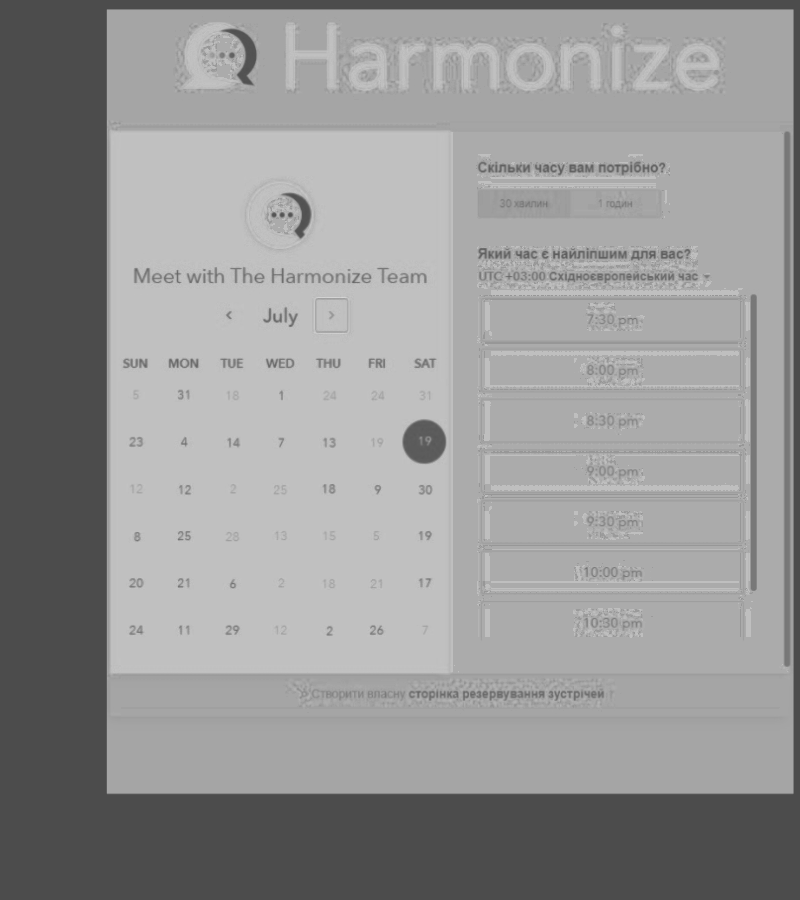 Harmonize
Meet with The Harmonize Team
July
SUN MON TUE WED THU FRI SAT
5 31 18 1 24 24 31
23 4 14 7 13 19 19
12 12 2 25 18 9 30
8 25 28 13 15 5 19
20 21 6 2 18 21 17
24 11 29 12 2 26 7
Скільки часу вам потрібно?
30 хвилин 1 годин
Який час є найліпшим для вас?
UTC +03:00 Східноєвропейський час
7:30 pm
8:00 pm
8:30 pm
9:00 pm
9:30 pm
10:00 pm
10:30 pm
Створити власну сторінка резервування зустрічей